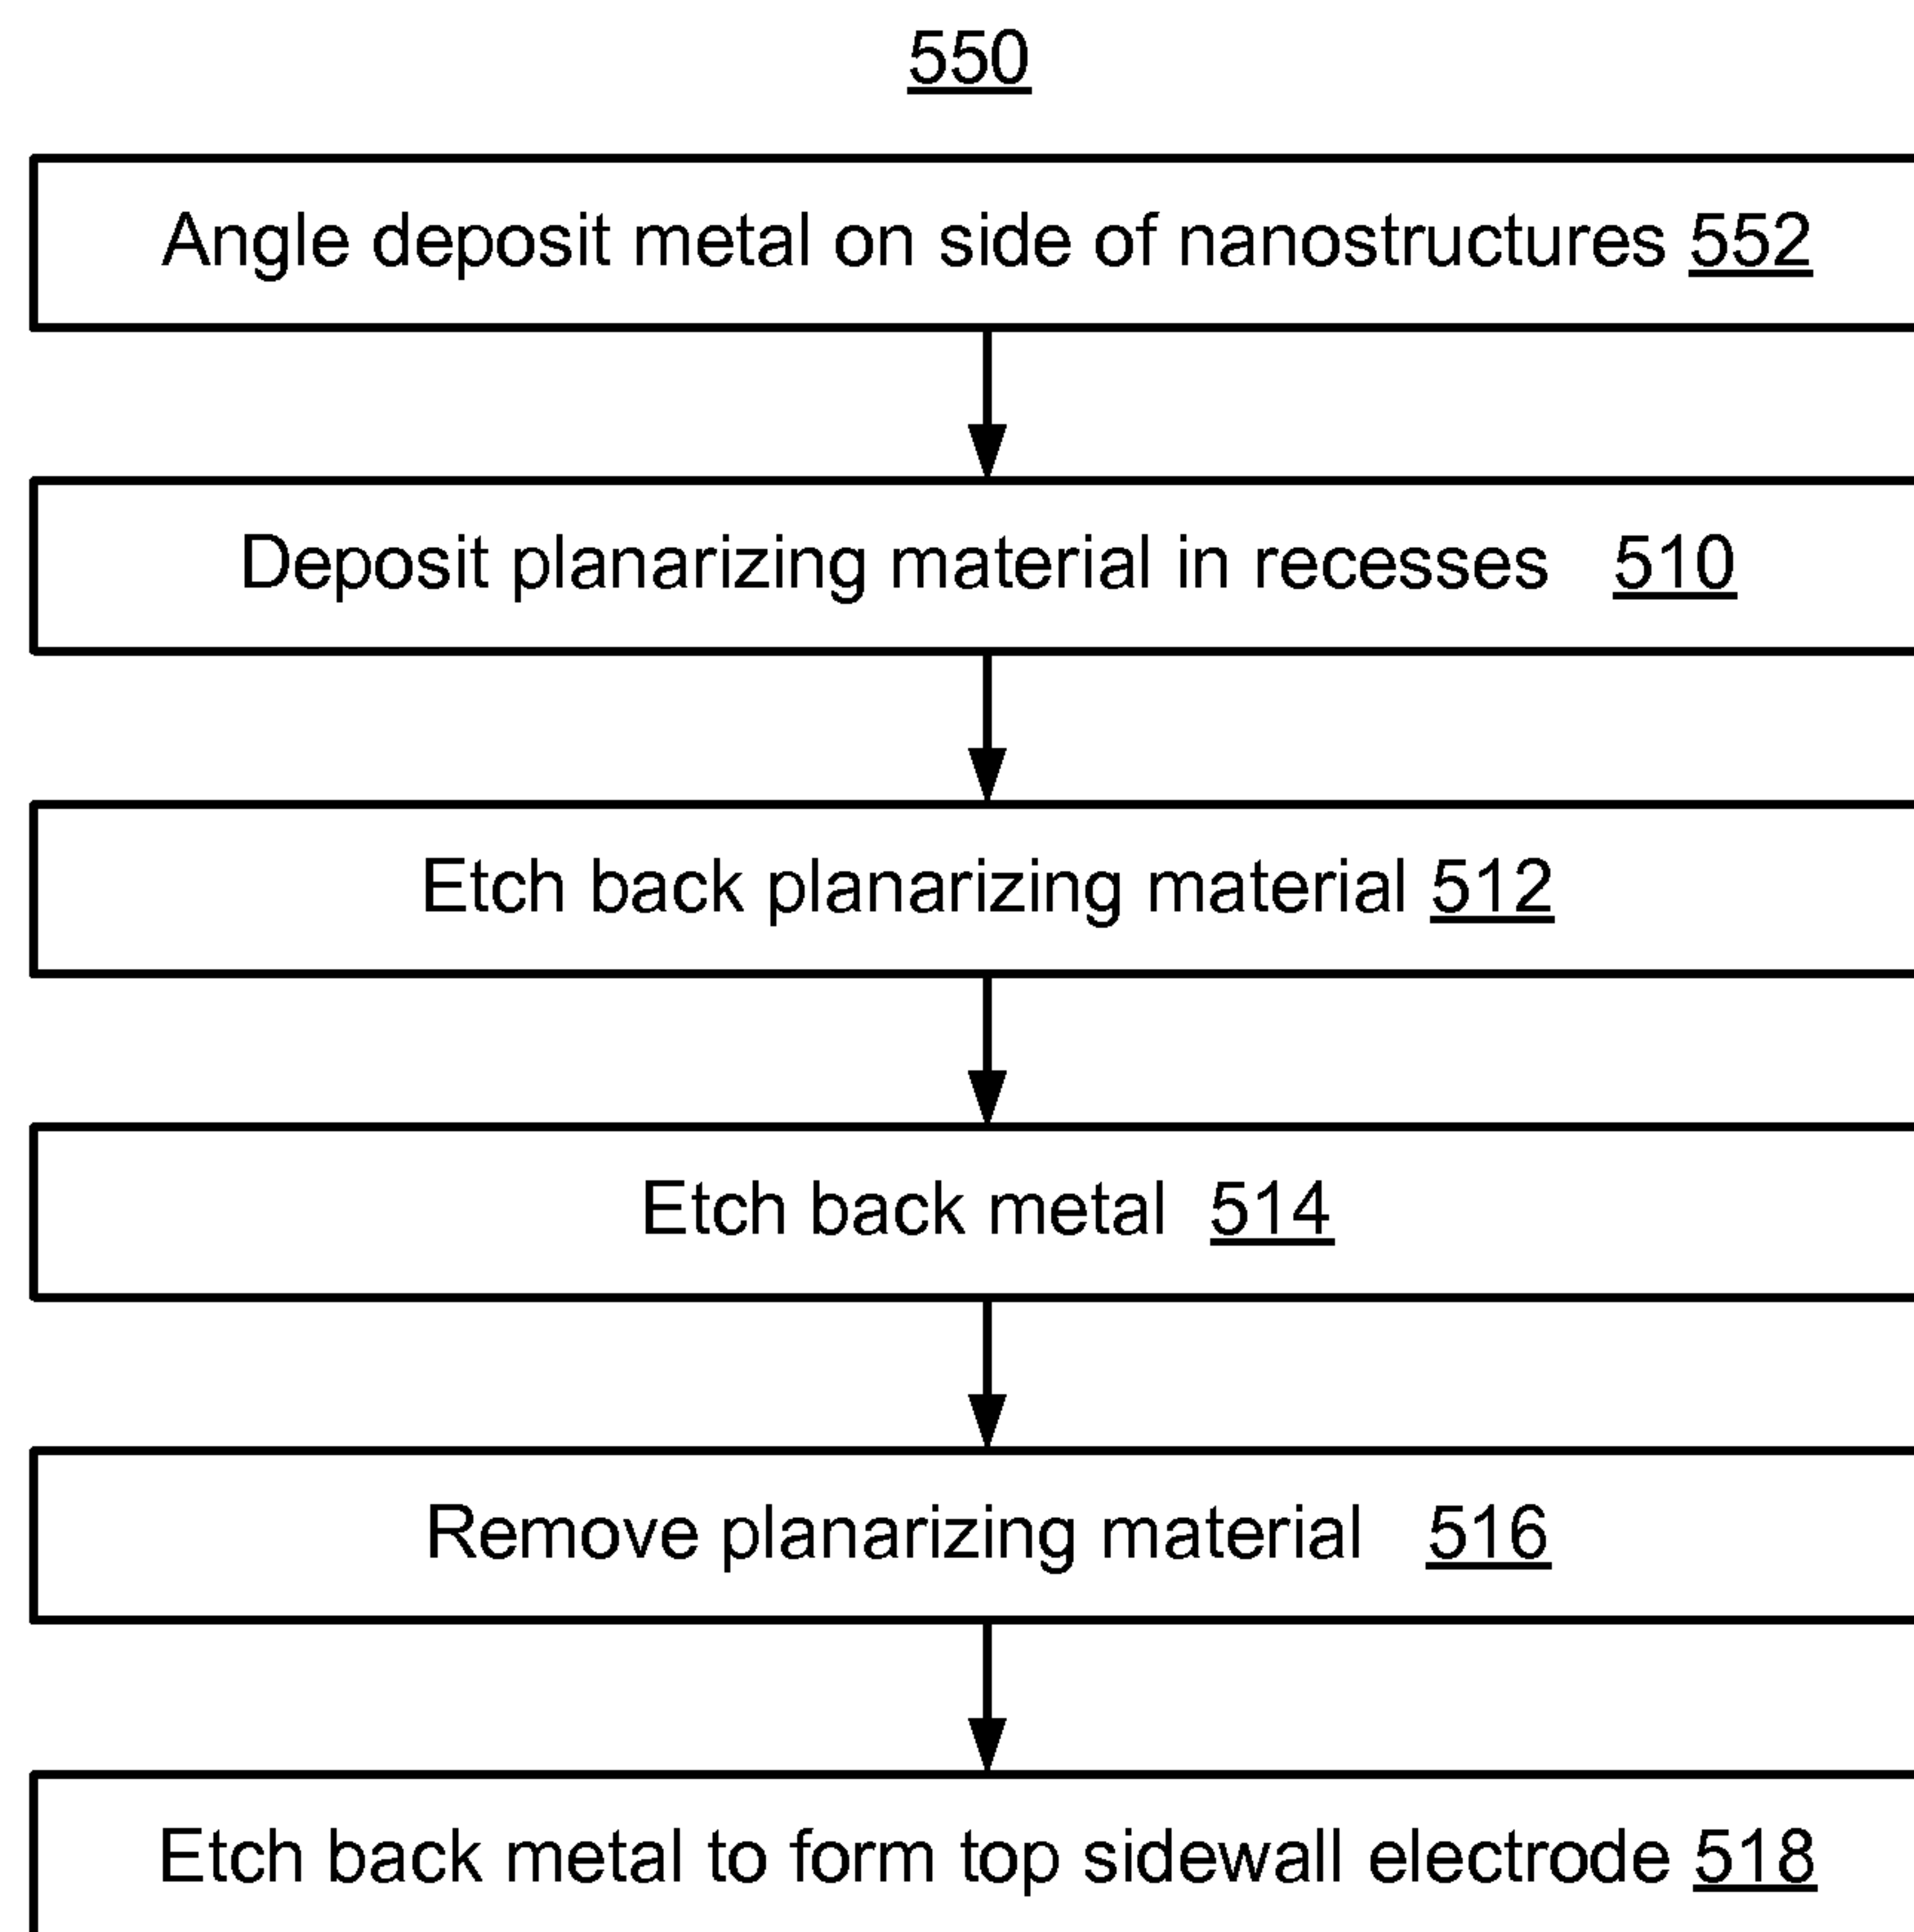 550
Angle deposit metal on side of nanostructures 552
Deposit planarizing material in recesses 510
Etch back planarizing material 512
Etch back metal 514
Remove planarizing material 516
Etch back metal to form top sidewall electrode 518